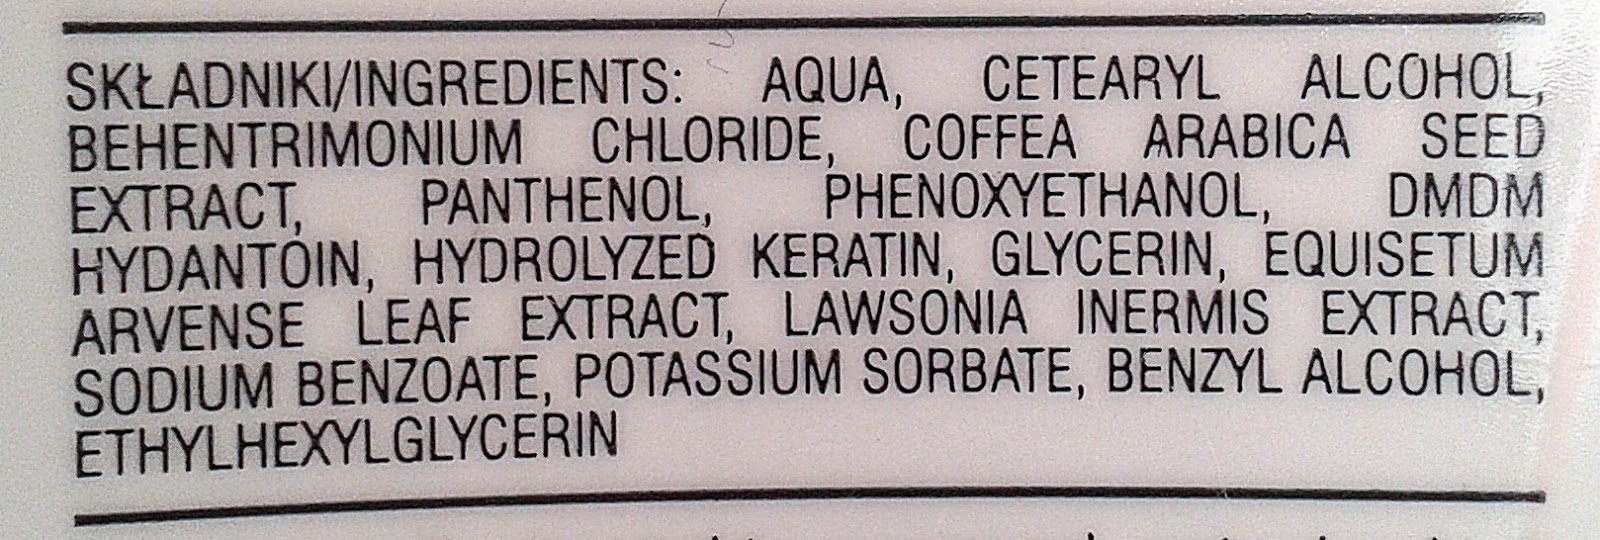 SKŁADNIKI/INGREDIENTS: AQUA, CETEARYL ALCOHOL,
BEHENTRIMONIUM CHLORIDE, COFFEA ARABICA SEED
EXTRACT, PANTHENOL, PHENOXYETHANOL, DMDM
HYDANTOIN, HYDROLYZED KERATIN, GLYCERIN, EQUISETUM
ARVENSE LEAF EXTRACT, LAWSONIA INERMIS EXTRACT,
SODIUM BENZOATE, POTASSIUM SORBATE, BENZYL ALCOHOL,
ETHYLHEXYLGLYCERIN